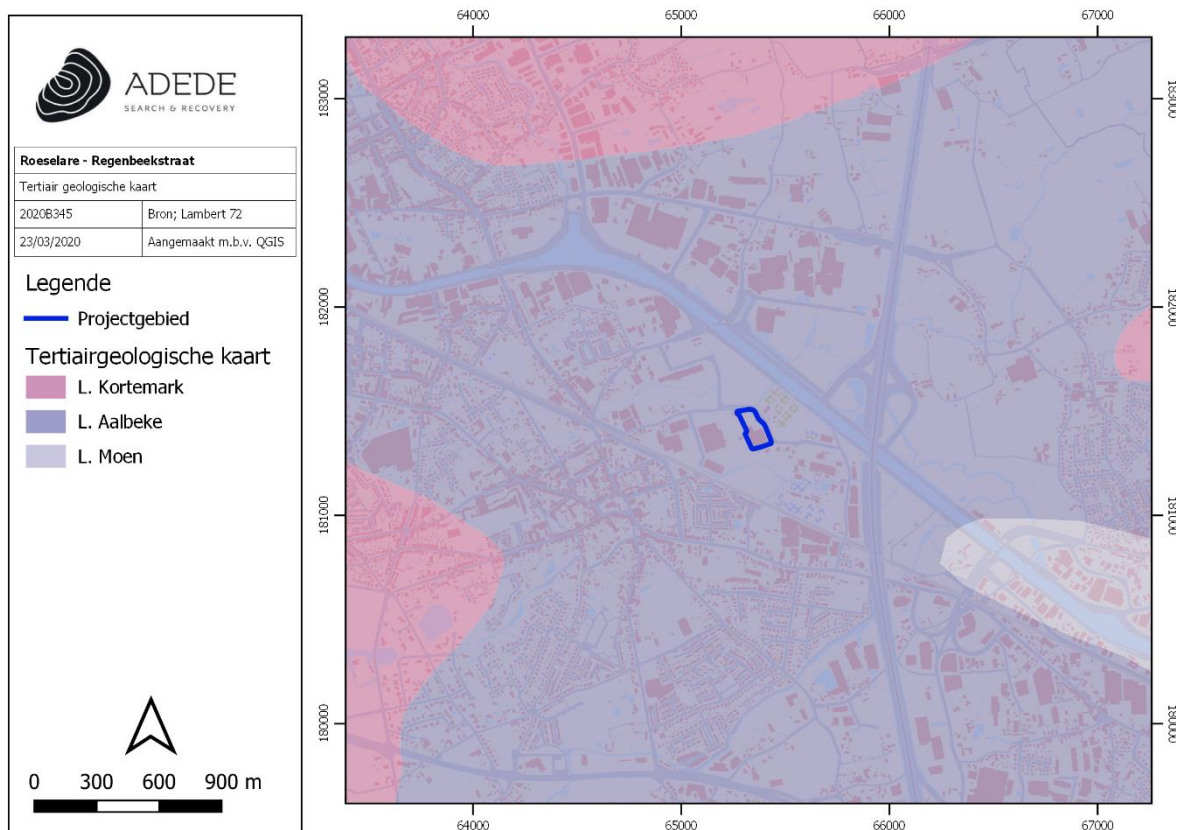 ADEDE
SEARCH & RECOVERY
Roeselare - Regenbeekstraat
Tertiair geologische kaart
2020B345 Bron; Lambert 72
23/03/2020 Aangemaakt m.b.v. QGIS
Legende
Projectgebied
Tertiairgeologische kaart
L. Kortemark
L. Aalbeke
L. Moen
0 300 600 900 m
64000 65000 66000 67000
183000 183000
182000 182000
181000 181000
180000 180000
64000 65000 66000 67000